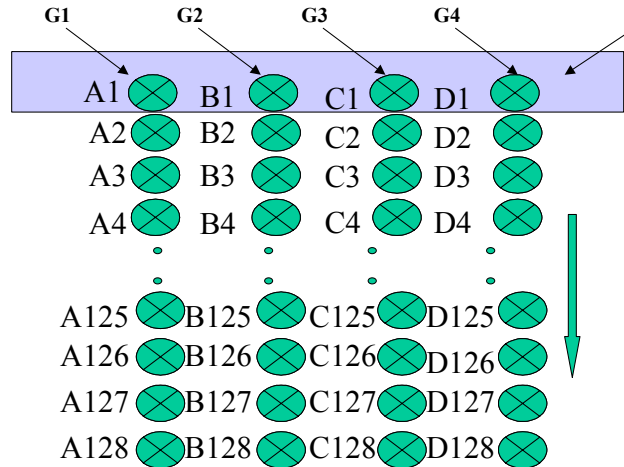 G1 G2 G3 G4
A1 B1 C1 D1
A2 B2 C2 D2
A3 B3 C3 D3
A4 B4 C4 D4
A125 B125 C125 D125
A126 B126 C126 D126
A127 B127 C127 D127
A128 B128 C128 D128